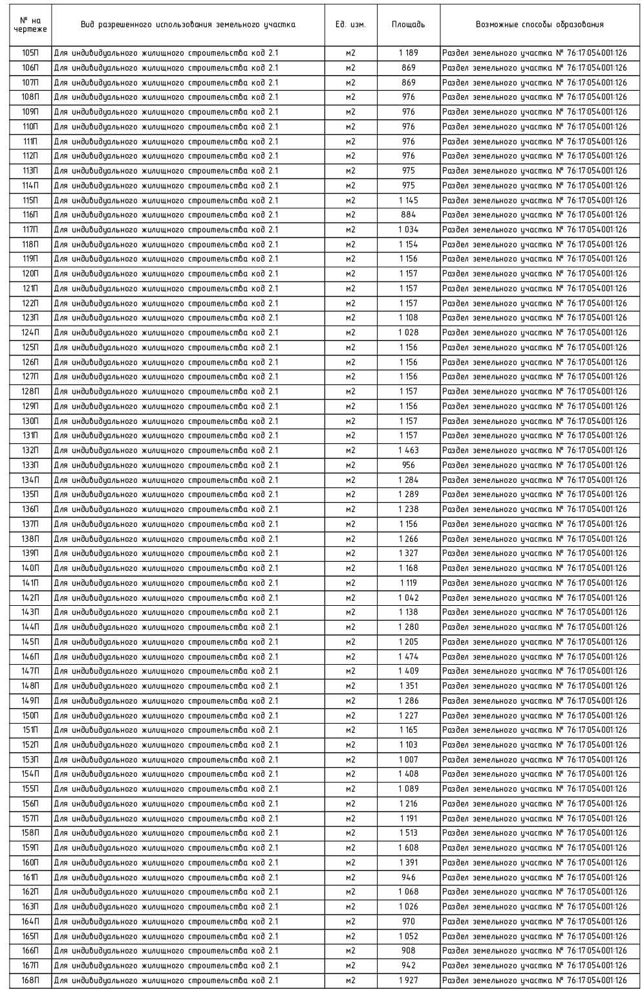 № на чертеже Вид разрешенного использования земельного участка Ед. изм. Площадь Возможные способы образования
105П Для индивидуального жилищного строительства код 2.1 м2 1 189 Раздел земельного участка № 76:17:054001:126
106П Для индивидуального жилищного строительства код 2.1 м2 869 Раздел земельного участка № 76:17:054001:126
107П Для индивидуального жилищного строительства код 2.1 м2 869 Раздел земельного участка № 76:17:054001:126
108П Для индивидуального жилищного строительства код 2.1 м2 976 Раздел земельного участка № 76:17:054001:126
109П Для индивидуального жилищного строительства код 2.1 м2 976 Раздел земельного участка № 76:17:054001:126
110П Для индивидуального жилищного строительства код 2.1 м2 976 Раздел земельного участка № 76:17:054001:126
111П Для индивидуального жилищного строительства код 2.1 м2 976 Раздел земельного участка № 76:17:054001:126
112П Для индивидуального жилищного строительства код 2.1 м2 976 Раздел земельного участка № 76:17:054001:126
113П Для индивидуального жилищного строительства код 2.1 м2 975 Раздел земельного участка № 76:17:054001:126
114П Для индивидуального жилищного строительства код 2.1 м2 975 Раздел земельного участка № 76:17:054001:126
115П Для индивидуального жилищного строительства код 2.1 м2 1 145 Раздел земельного участка № 76:17:054001:126
116П Для индивидуального жилищного строительства код 2.1 м2 884 Раздел земельного участка № 76:17:054001:126
117П Для индивидуального жилищного строительства код 2.1 м2 1 034 Раздел земельного участка № 76:17:054001:126
118П Для индивидуального жилищного строительства код 2.1 м2 1 154 Раздел земельного участка № 76:17:054001:126
119П Для индивидуального жилищного строительства код 2.1 м2 1 156 Раздел земельного участка № 76:17:054001:126
120П Для индивидуального жилищного строительства код 2.1 м2 1 157 Раздел земельного участка № 76:17:054001:126
121П Для индивидуального жилищного строительства код 2.1 м2 1 157 Раздел земельного участка № 76:17:054001:126
122П Для индивидуального жилищного строительства код 2.1 м2 1 157 Раздел земельного участка № 76:17:054001:126
123П Для индивидуального жилищного строительства код 2.1 м2 1 108 Раздел земельного участка № 76:17:054001:126
124П Для индивидуального жилищного строительства код 2.1 м2 1 028 Раздел земельного участка № 76:17:054001:126
125П Для индивидуального жилищного строительства код 2.1 м2 1 156 Раздел земельного участка № 76:17:054001:126
126П Для индивидуального жилищного строительства код 2.1 м2 1 156 Раздел земельного участка № 76:17:054001:126
127П Для индивидуального жилищного строительства код 2.1 м2 1 156 Раздел земельного участка № 76:17:054001:126
128П Для индивидуального жилищного строительства код 2.1 м2 1 157 Раздел земельного участка № 76:17:054001:126
129П Для индивидуального жилищного строительства код 2.1 м2 1 156 Раздел земельного участка № 76:17:054001:126
130П Для индивидуального жилищного строительства код 2.1 м2 1 157 Раздел земельного участка № 76:17:054001:126
131П Для индивидуального жилищного строительства код 2.1 м2 1 157 Раздел земельного участка № 76:17:054001:126
132П Для индивидуального жилищного строительства код 2.1 м2 1 463 Раздел земельного участка № 76:17:054001:126
133П Для индивидуального жилищного строительства код 2.1 м2 956 Раздел земельного участка № 76:17:054001:126
134П Для индивидуального жилищного строительства код 2.1 м2 1 284 Раздел земельного участка № 76:17:054001:126
135П Для индивидуального жилищного строительства код 2.1 м2 1 289 Раздел земельного участка № 76:17:054001:126
136П Для индивидуального жилищного строительства код 2.1 м2 1 238 Раздел земельного участка № 76:17:054001:126
137П Для индивидуального жилищного строительства код 2.1 м2 1 156 Раздел земельного участка № 76:17:054001:126
138П Для индивидуального жилищного строительства код 2.1 м2 1 266 Раздел земельного участка № 76:17:054001:126
139П Для индивидуального жилищного строительства код 2.1 м2 1 327 Раздел земельного участка № 76:17:054001:126
140П Для индивидуального жилищного строительства код 2.1 м2 1 168 Раздел земельного участка № 76:17:054001:126
141П Для индивидуального жилищного строительства код 2.1 м2 1 119 Раздел земельного участка № 76:17:054001:126
142П Для индивидуального жилищного строительства код 2.1 м2 1 042 Раздел земельного участка № 76:17:054001:126
143П Для индивидуального жилищного строительства код 2.1 м2 1 138 Раздел земельного участка № 76:17:054001:126
144П Для индивидуального жилищного строительства код 2.1 м2 1 280 Раздел земельного участка № 76:17:054001:126
145П Для индивидуального жилищного строительства код 2.1 м2 1 205 Раздел земельного участка № 76:17:054001:126
146П Для индивидуального жилищного строительства код 2.1 м2 1 474 Раздел земельного участка № 76:17:054001:126
147П Для индивидуального жилищного строительства код 2.1 м2 1 409 Раздел земельного участка № 76:17:054001:126
148П Для индивидуального жилищного строительства код 2.1 м2 1 351 Раздел земельного участка № 76:17:054001:126
149П Для индивидуального жилищного строительства код 2.1 м2 1 286 Раздел земельного участка № 76:17:054001:126
150П Для индивидуального жилищного строительства код 2.1 м2 1 227 Раздел земельного участка № 76:17:054001:126
151П Для индивидуального жилищного строительства код 2.1 м2 1 165 Раздел земельного участка № 76:17:054001:126
152П Для индивидуального жилищного строительства код 2.1 м2 1 103 Раздел земельного участка № 76:17:054001:126
153П Для индивидуального жилищного строительства код 2.1 м2 1 007 Раздел земельного участка № 76:17:054001:126
154П Для индивидуального жилищного строительства код 2.1 м2 1 408 Раздел земельного участка № 76:17:054001:126
155П Для индивидуального жилищного строительства код 2.1 м2 1 089 Раздел земельного участка № 76:17:054001:126
156П Для индивидуального жилищного строительства код 2.1 м2 1 216 Раздел земельного участка № 76:17:054001:126
157П Для индивидуального жилищного строительства код 2.1 м2 1 191 Раздел земельного участка № 76:17:054001:126
158П Для индивидуального жилищного строительства код 2.1 м2 1 513 Раздел земельного участка № 76:17:054001:126
159П Для индивидуального жилищного строительства код 2.1 м2 1 608 Раздел земельного участка № 76:17:054001:126
160П Для индивидуального жилищного строительства код 2.1 м2 1 391 Раздел земельного участка № 76:17:054001:126
161П Для индивидуального жилищного строительства код 2.1 м2 946 Раздел земельного участка № 76:17:054001:126
162П Для индивидуального жилищного строительства код 2.1 м2 1 068 Раздел земельного участка № 76:17:054001:126
163П Для индивидуального жилищного строительства код 2.1 м2 1 026 Раздел земельного участка № 76:17:054001:126
164П Для индивидуального жилищного строительства код 2.1 м2 970 Раздел земельного участка № 76:17:054001:126
165П Для индивидуального жилищного строительства код 2.1 м2 1 052 Раздел земельного участка № 76:17:054001:126
166П Для индивидуального жилищного строительства код 2.1 м2 908 Раздел земельного участка № 76:17:054001:126
167П Для индивидуального жилищного строительства код 2.1 м2 942 Раздел земельного участка № 76:17:054001:126
168П Для индивидуального жилищного строительства код 2.1 м2 1 927 Раздел земельного участка № 76:17:054001:126